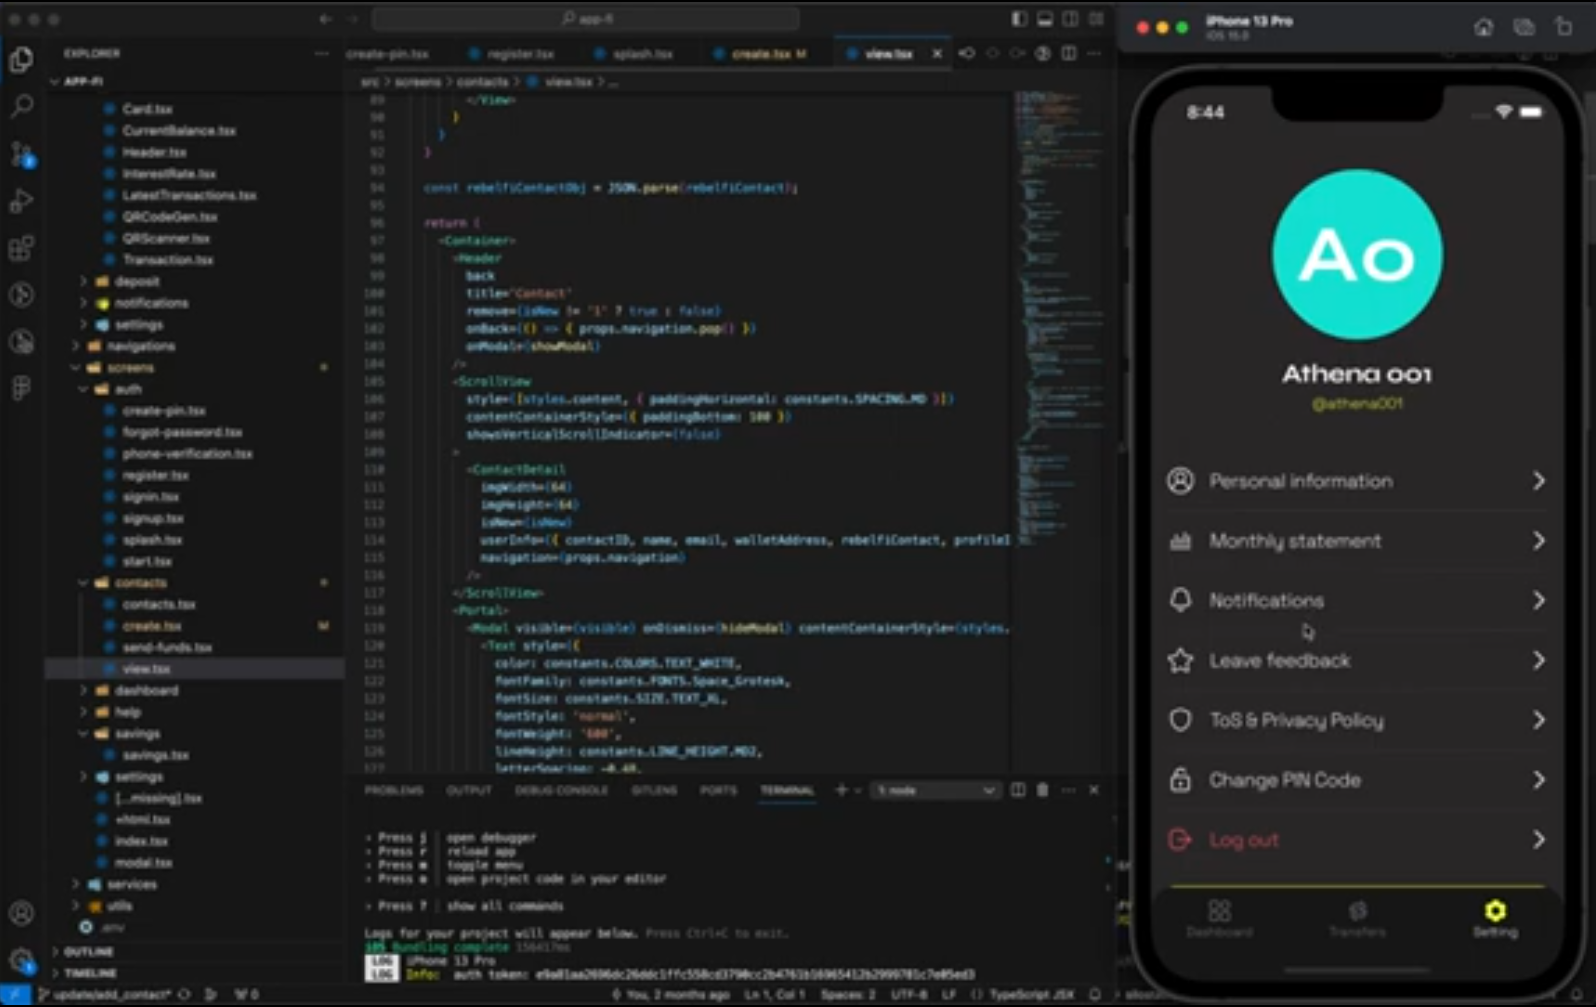 app-fi
iPhone 13 Pro
iOS 15.0
EXPLORER
create-pin.tsx
register.tsx
splash.tsx
create.tsx M
view.tsx
APP-FI
src > screens > contacts > view.tsx > ...
Card.tsx
CurrentBalance.tsx
Header.tsx
InterestRate.tsx
LatestTransactions.tsx
QRCodeGen.tsx
QRScanner.tsx
Transaction.tsx
deposit
notifications
settings
navigations
screens
auth
create-pin.tsx
forgot-password.tsx
phone-verification.tsx
register.tsx
signin.tsx
signup.tsx
splash.tsx
start.tsx
contacts
contacts.tsx
create.tsx M
send-funds.tsx
view.tsx
dashboard
help
savings
savings.tsx
settings
[...missing].tsx
+html.tsx
index.tsx
modal.tsx
services
utils
.env
OUTLINE
TIMELINE
89 </View>
90 )
91 }
92 }
93
94 const rebelfiContactObj = JSON.parse(rebelfiContact);
95
96 return (
97 <Container>
98 <Header
99 back
100 title="Contact"
101 remove={isNew != '1' ? true : false}
102 onBack={() => { props.navigation.pop() }}
103 onModal={showModal}
104 />
105 <ScrollView
106 style={[styles.content, { paddingHorizontal: constants.SPACING.MD }]}
107 contentContainerStyle={{ paddingBottom: 100 }}
108 showsVerticalScrollIndicator={false}
109 >
110 <ContactDetail
111 imgWidth={64}
112 imgHeight={64}
113 isNew={isNew}
114 userInfo={{ contactID, name, email, walletAddress, rebelfiContact, profileI
115 navigation={props.navigation}
116 />
117 </ScrollView>
118 <Portal>
119 <Modal visible={visible} onDismiss={hideModal} contentContainerStyle={styles.
120 <Text style={{
121 color: constants.COLORS.TEXT_WHITE,
122 fontFamily: constants.FONTS.Space_Grotesk,
123 fontSize: constants.SIZE.TEXT_XL,
124 fontStyle: 'normal',
125 fontWeight: '600',
126 lineHeight: constants.LINE_HEIGHT.MD2,
127 letterSpacing: -0.48,
PROBLEMS OUTPUT DEBUG CONSOLE GITLENS PORTS TERMINAL
1: node
› Press j | open debugger
› Press r | reload app
› Press m | toggle menu
› Press o | open project code in your editor
› Press ? | show all commands
Logs for your project will appear below. Press Ctrl+C to exit.
iOS Bundling complete 156417ms
LOG iPhone 13 Pro
LOG Info: auth token:
update/add_contact*
0
You, 2 months ago
Ln 1, Col 1
Spaces: 2
UTF-8
LF
{} TypeScript JSX
8:44
Ao
Athena 001
@athena001
Personal information
Monthly statement
Notifications
Leave feedback
ToS & Privacy Policy
Change PIN Code
Log out
Dashboard
Transfers
Setting